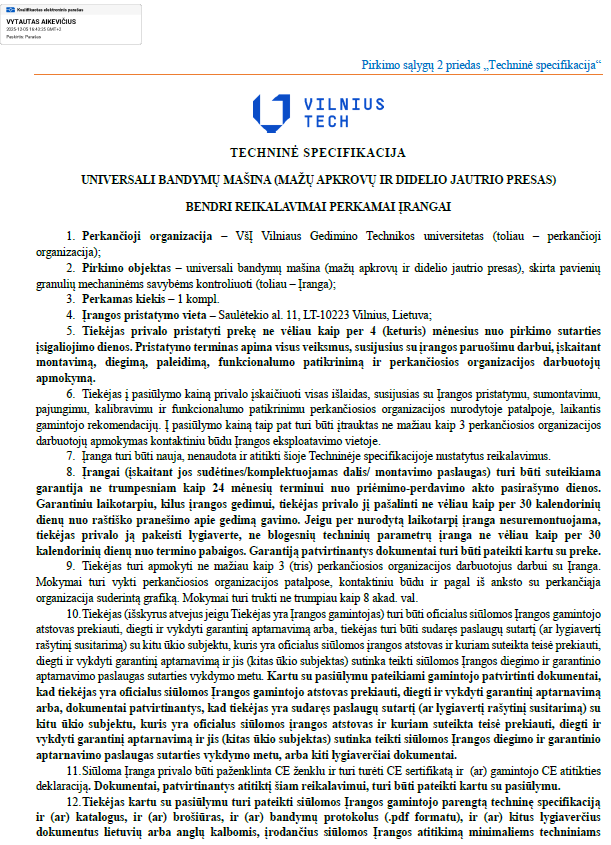 Kvalifikuotas elektroninis parašas
VYTAUTAS AIKEVIČIUS
2025-12-05 16:43:25 GMT+2
Paskirtis: Parašas
Pirkimo sąlygų 2 priedas „Techninė specifikacija“
VILNIUS
TECH
TECHNINĖ SPECIFIKACIJA
UNIVERSALI BANDYMŲ MAŠINA (MAŽŲ APKROVŲ IR DIDELIO JAUTRIO PRESAS)
BENDRI REIKALAVIMAI PERKAMAI ĮRANGAI
1. Perkančioji organizacija – VšĮ Vilniaus Gedimino Technikos universitetas (toliau – perkančioji
organizacija);
2. Pirkimo objektas – universali bandymų mašina (mažų apkrovų ir didelio jautrio presas), skirta pavienių
granulių mechaninėms savybėms kontroliuoti (toliau – Įranga);
3. Perkamas kiekis – 1 kompl.
4. Įrangos pristatymo vieta – Saulėtekio al. 11, LT-10223 Vilnius, Lietuva;
5. Tiekėjas privalo pristatyti prekę ne vėliau kaip per 4 (keturis) mėnesius nuo pirkimo sutarties
įsigaliojimo dienos. Pristatymo terminas apima visus veiksmus, susijusius su įrangos paruošimu darbui, įskaitant
montavimą, diegimą, paleidimą, funkcionalumo patikrinimą ir perkančiosios organizacijos darbuotojų
apmokymą.
6. Tiekėjas į pasiūlymo kainą privalo įskaičiuoti visas išlaidas, susijusias su Įrangos pristatymu, sumontavimu,
pajungimu, kalibravimu ir funkcionalumo patikrinimu perkančiosios organizacijos nurodytoje patalpoje, laikantis
gamintojo rekomendacijų. Į pasiūlymo kainą taip pat turi būti įtrauktas ne mažiau kaip 3 perkančiosios organizacijos
darbuotojų apmokymas kontaktiniu būdu Įrangos eksploatavimo vietoje.
7. Įranga turi būti nauja, nenaudota ir atitikti šioje Techninėje specifikacijoje nustatytus reikalavimus.
8. Įrangai (įskaitant jos sudėtines/komplektuojamas dalis/ montavimo paslaugas) turi būti suteikiama
garantija ne trumpesniam kaip 24 mėnesių terminui nuo priėmimo-perdavimo akto pasirašymo dienos.
Garantiniu laikotarpiu, kilus įrangos gedimui, tiekėjas privalo jį pašalinti ne vėliau kaip per 30 kalendorinių
dienų nuo raštiško pranešimo apie gedimą gavimo. Jeigu per nurodytą laikotarpį įranga nesuremontuojama,
tiekėjas privalo ją pakeisti lygiaverte, ne blogesnių techninių parametrų įranga ne vėliau kaip per 30
kalendorinių dienų nuo termino pabaigos. Garantiją patvirtinantys dokumentai turi būti pateikti kartu su preke.
9. Tiekėjas turi apmokyti ne mažiau kaip 3 (tris) perkančiosios organizacijos darbuotojus darbui su Įranga.
Mokymai turi vykti perkančiosios organizacijos patalpose, kontaktiniu būdu ir pagal iš anksto su perkančiąja
organizacija suderintą grafiką. Mokymai turi trukti ne trumpiau kaip 8 akad. val.
10. Tiekėjas (išskyrus atvejus jeigu Tiekėjas yra Įrangos gamintojas) turi būti oficialus siūlomos Įrangos gamintojo
atstovas prekiauti, diegti ir vykdyti garantinį aptarnavimą arba, tiekėjas turi būti sudaręs paslaugų sutartį (ar lygiavertį
rašytinį susitarimą) su kitu ūkio subjektu, kuris yra oficialus siūlomos įrangos atstovas ir kuriam suteikta teisė prekiauti,
diegti ir vykdyti garantinį aptarnavimą ir jis (kitas ūkio subjektas) sutinka teikti siūlomos Įrangos diegimo ir garantinio
aptarnavimo paslaugas sutarties vykdymo metu. Kartu su pasiūlymu pateikiami gamintojo patvirtinti dokumentai,
kad tiekėjas yra oficialus siūlomos Įrangos gamintojo atstovas prekiauti, diegti ir vykdyti garantinį aptarnavimą
arba, dokumentai patvirtinantys, kad tiekėjas yra sudaręs paslaugų sutartį (ar lygiavertį rašytinį susitarimą) su
kitu ūkio subjektu, kuris yra oficialus siūlomos įrangos atstovas ir kuriam suteikta teisė prekiauti, diegti ir
vykdyti garantinį aptarnavimą ir jis (kitas ūkio subjektas) sutinka teikti siūlomos Įrangos diegimo ir garantinio
aptarnavimo paslaugas sutarties vykdymo metu, arba kiti lygiaverčiai dokumentai.
11. Siūloma Įranga privalo būti paženklinta CE ženklu ir turi turėti CE sertifikatą ir (ar) gamintojo CE atitikties
deklaraciją. Dokumentai, patvirtinantys atitiktį šiam reikalavimui, turi būti pateikti kartu su pasiūlymu.
12. Tiekėjas kartu su pasiūlymu turi pateikti siūlomos Įrangos gamintojo parengtą techninę specifikaciją
ir (ar) katalogus, ir (ar) brošiūras, ir (ar) bandymų protokolus (.pdf formatu), ir (ar) kitus lygiaverčius
dokumentus lietuvių arba anglų kalbomis, įrodančius siūlomos Įrangos atitikimą minimaliems techniniams